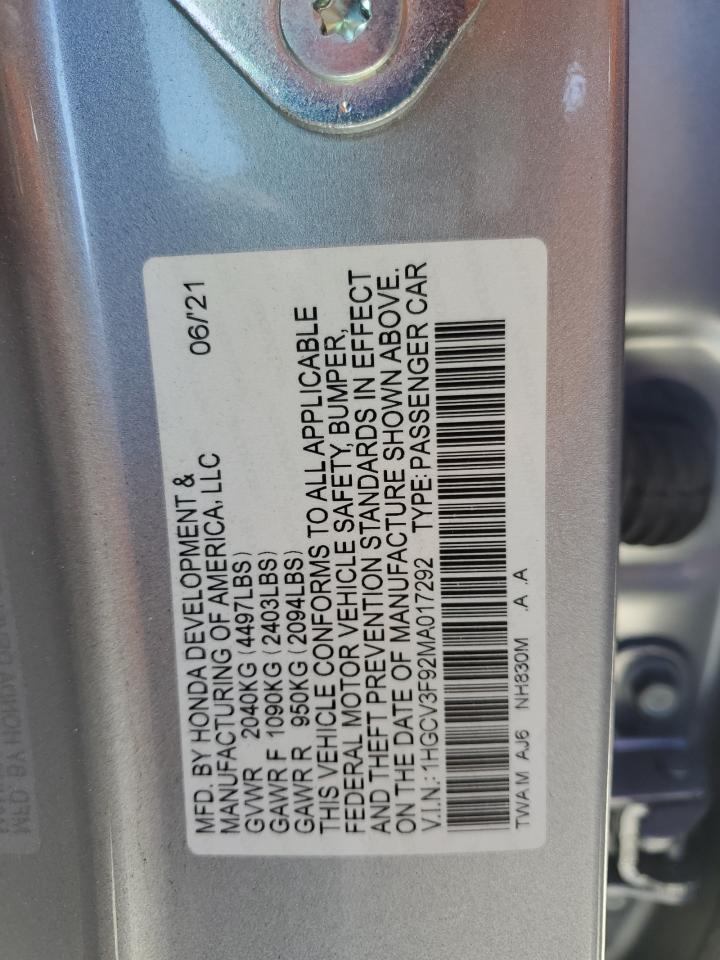 MFD. BY HONDA DEVELOPMENT & 06/'21
MANUFACTURING OF AMERICA, LLC
GVWR 2040KG (4497LBS)
GAWR F 1090KG (2403LBS)
GAWR R 950KG (2094LBS)
THIS VEHICLE CONFORMS TO ALL APPLICABLE
FEDERAL MOTOR VEHICLE SAFETY, BUMPER,
AND THEFT PREVENTION STANDARDS IN EFFECT
ON THE DATE OF MANUFACTURE SHOWN ABOVE.
V.I.N.: 1HGCV3F92MA017292 TYPE: PASSENGER CAR
TWA M AJ6 NH830M .A .A